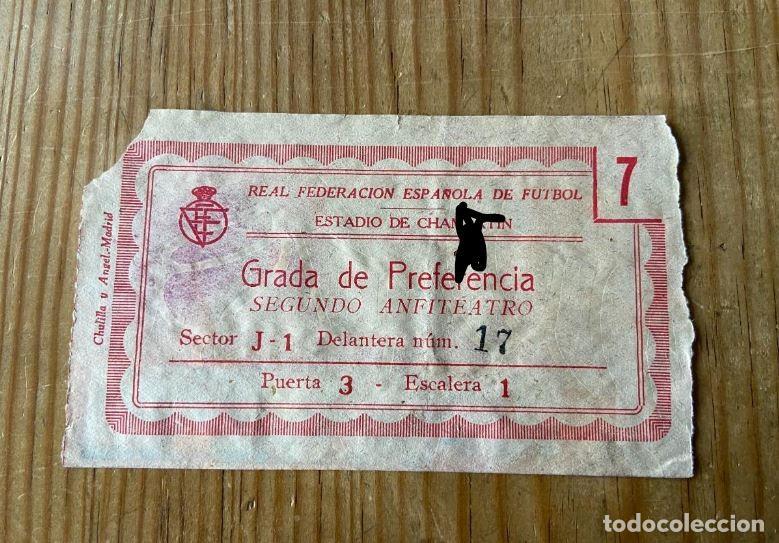 REAL FEDERACION ESPAÑOLA DE FUTBOL
7
ESTADIO DE
Grada de Preferencia
SEGUNDO ANFITEATRO
Sector J-1 Delantera núm. 17
Puerta 3 - Escalera 1
Chulilla y Angel.-Madrid
todocoleccion